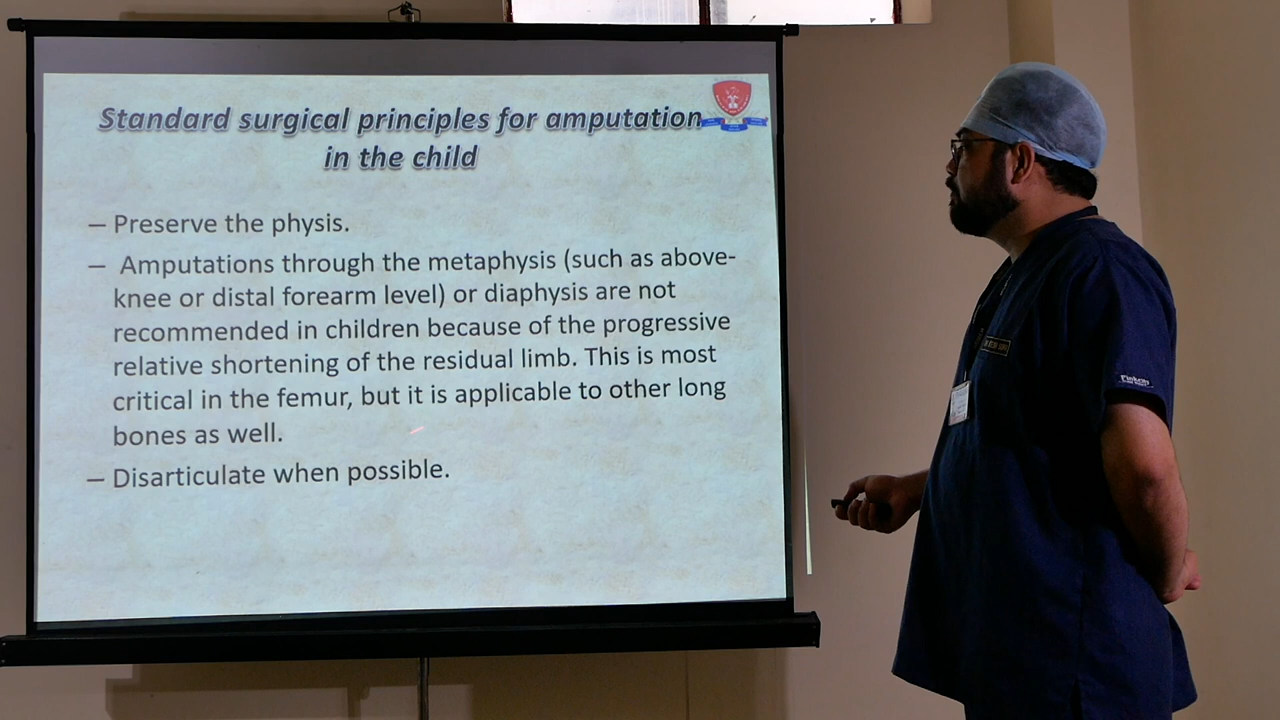 Standard surgical principles for amputation
in the child
– Preserve the physis.
– Amputations through the metaphysis (such as above-
knee or distal forearm level) or diaphysis are not
recommended in children because of the progressive
relative shortening of the residual limb. This is most
critical in the femur, but it is applicable to other long
bones as well.
– Disarticulate when possible.